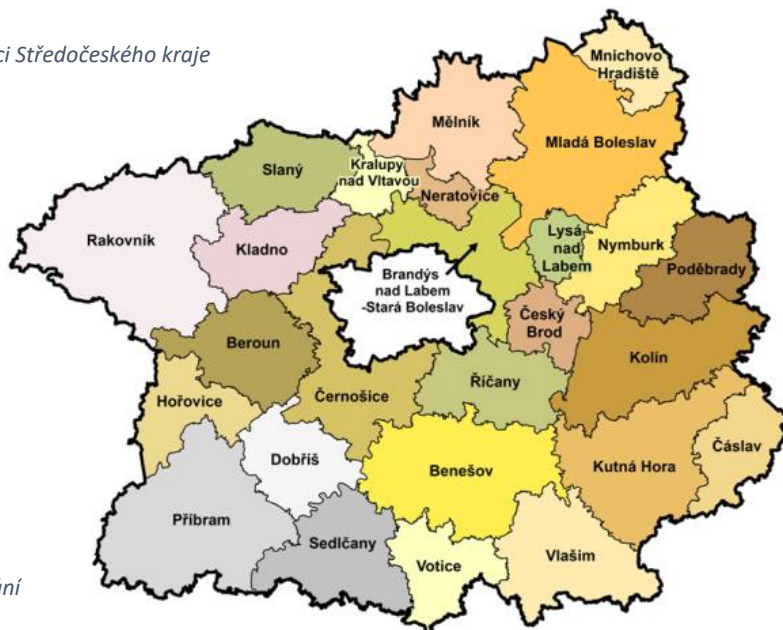 ci Středočeského kraje
Mnichovo
Hradiště
Mělník
Mladá Boleslav
Slaný
Kralupy
nad Vltavou
Neratovice
Rakovník
Kladno
Lysá
nad
Labem
Nymburk
Poděbrady
Brandýs
nad Labem
-Stará Boleslav
Český
Brod
Beroun
Kolín
Říčany
Hořovice
Černošice
Čáslav
Dobříš
Benešov
Kutná Hora
Příbram
Sedlčany
Votice
Vlašim
ání